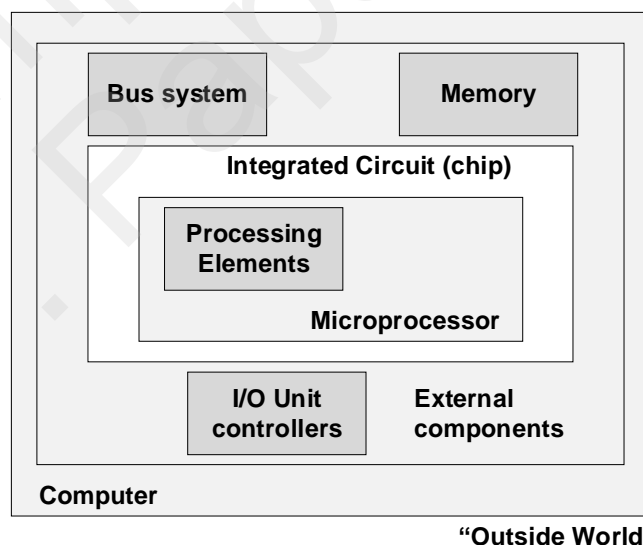 Bus system
Memory
Integrated Circuit (chip)
Processing
Elements
Microprocessor
I/O Unit
controllers
External
components
Computer
“Outside World